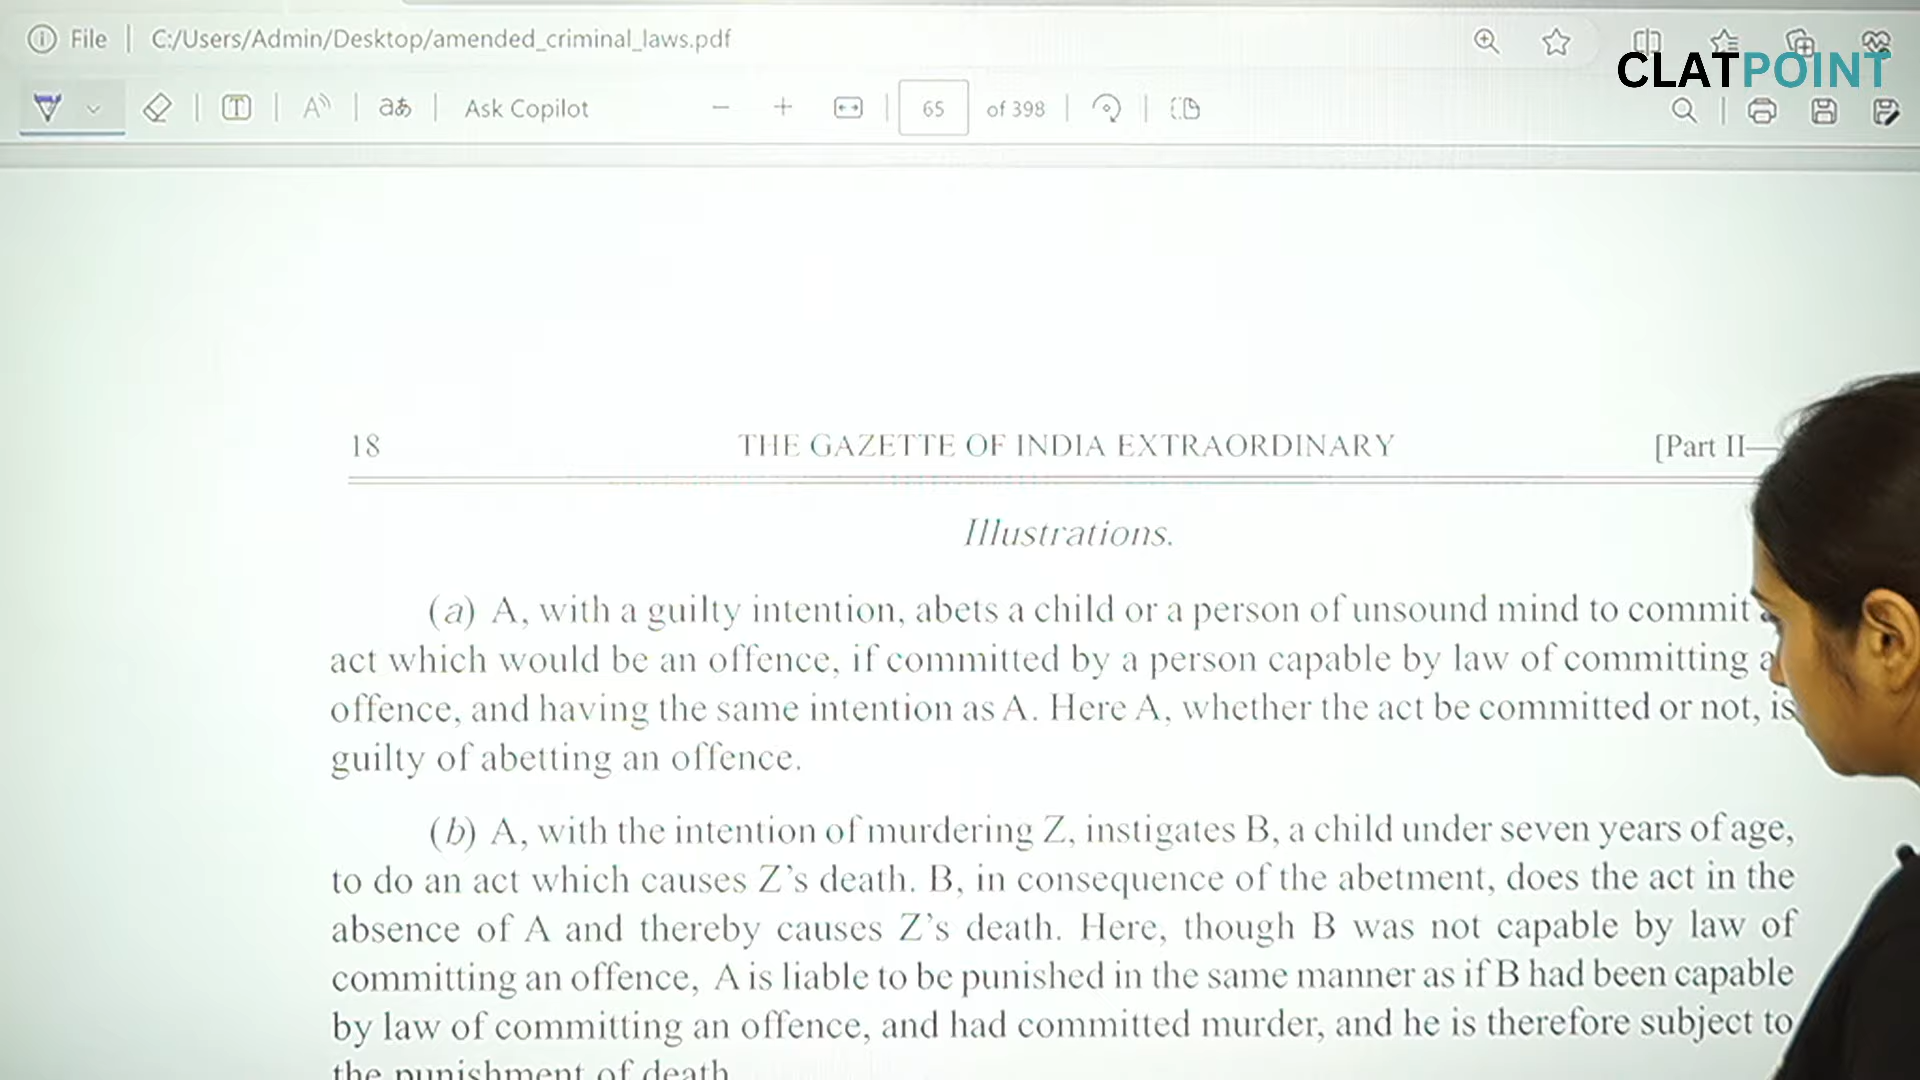 File | C:/Users/Admin/Desktop/amended_criminal_laws.pdf
CLATPOINT
T A aあ Ask Copilot 65 of 398
18 THE GAZETTE OF INDIA EXTRAORDINARY [Part II—
Illustrations.
(a) A, with a guilty intention, abets a child or a person of unsound mind to commit
act which would be an offence, if committed by a person capable by law of committing
offence, and having the same intention as A. Here A, whether the act be committed or not, is
guilty of abetting an offence.
(b) A, with the intention of murdering Z, instigates B, a child under seven years of age,
to do an act which causes Z’s death. B, in consequence of the abetment, does the act in the
absence of A and thereby causes Z’s death. Here, though B was not capable by law of
committing an offence, A is liable to be punished in the same manner as if B had been capable
by law of committing an offence, and had committed murder, and he is therefore subject to
the punishment of death